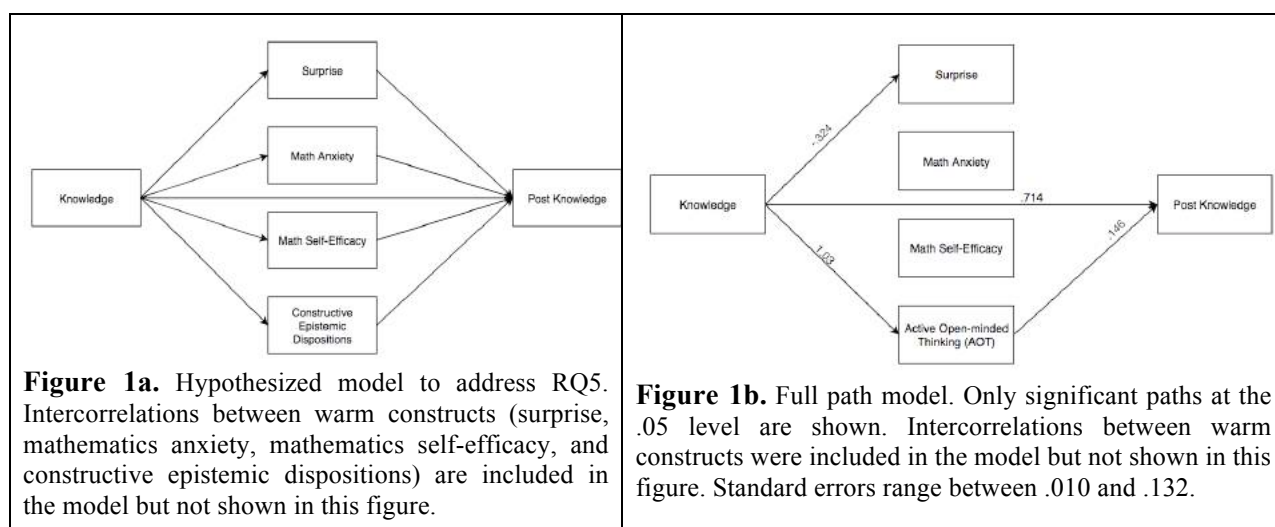 Surprise
Math Anxiety
Knowledge
Post Knowledge
Math Self-Efficacy
Constructive
Epistemic
Dispositions
Figure 1a. Hypothesized model to address RQ5.
Intercorrelations between warm constructs (surprise,
mathematics anxiety, mathematics self-efficacy, and
constructive epistemic dispositions) are included in
the model but not shown in this figure.
Surprise
-.324
Math Anxiety
Knowledge
.714
Post Knowledge
Math Self-Efficacy
1.03
.146
Active Open-minded
Thinking (AOT)
Figure 1b. Full path model. Only significant paths at the
.05 level are shown. Intercorrelations between warm
constructs were included in the model but not shown in this
figure. Standard errors range between .010 and .132.